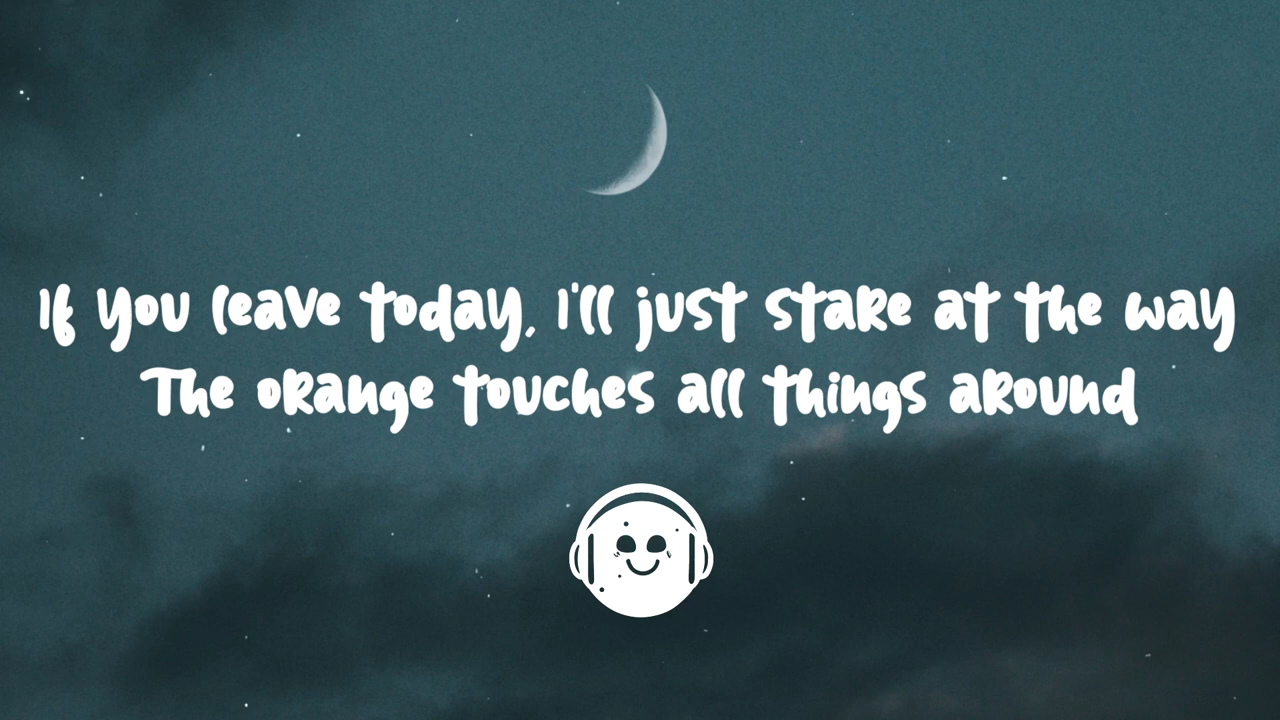 If you leave today, I'll just stare at the way
The orange touches all things around